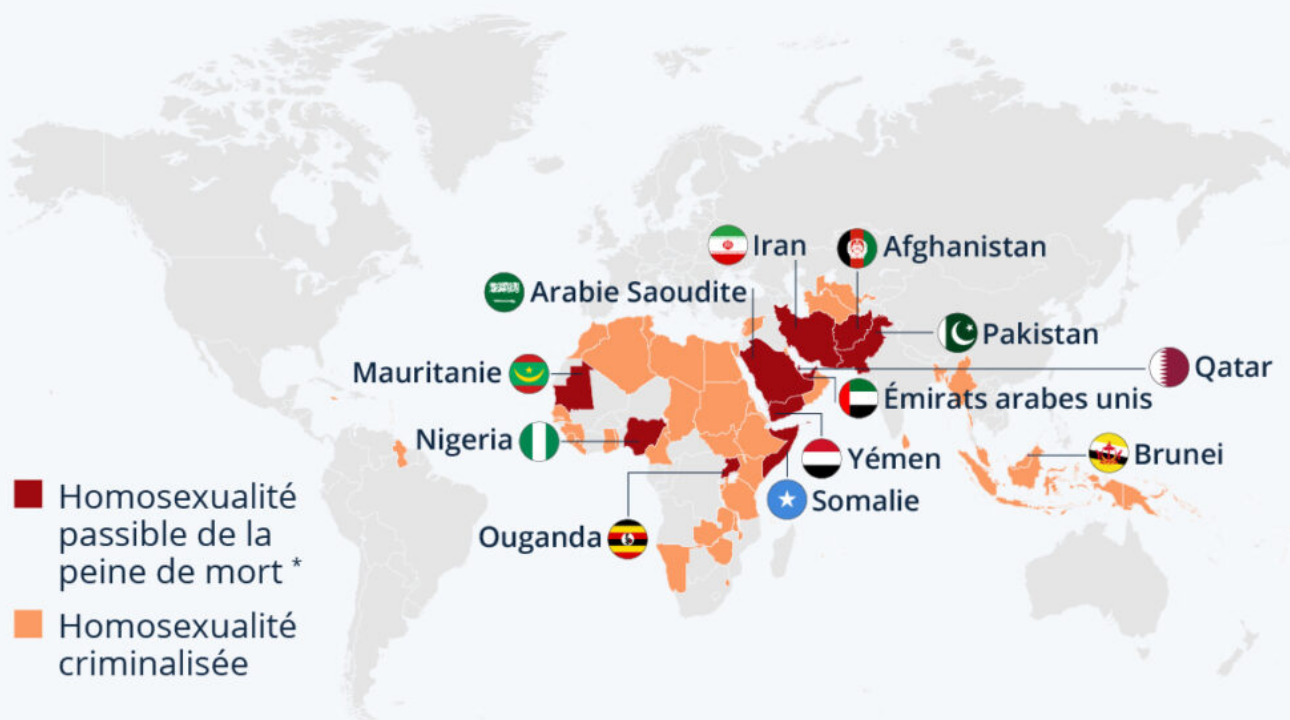 Iran
Afghanistan
Arabie Saoudite
Pakistan
Mauritanie
Qatar
Émirats arabes unis
Nigeria
Yémen
Brunei
Somalie
Ouganda
Homosexualité
passible de la
peine de mort *
Homosexualité
criminalisée